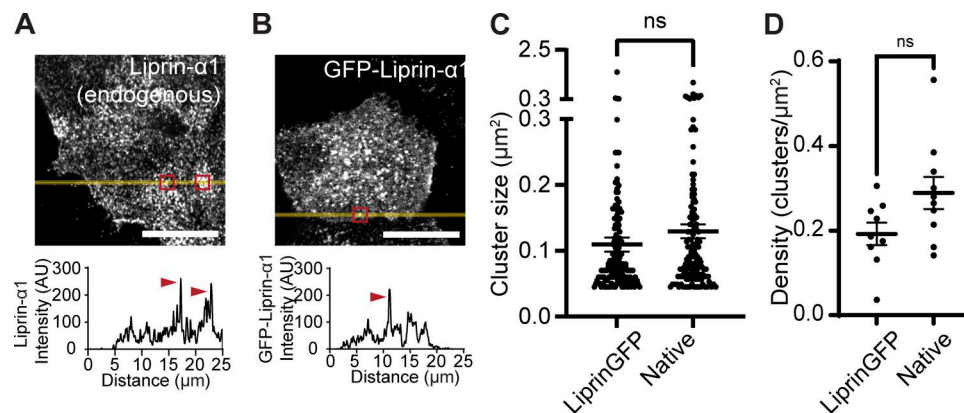 A
Liprin-α1
(endogenous)
300
200
100
0
Liprin-α1
Intensity (AU)
0 5 10 15 20 25
Distance (µm)
B
GFP-Liprin-α1
300
200
100
0
GFP-Liprin-α1
Intensity (AU)
0 5 10 15 20 25
Distance (µm)
C
ns
2.5
0.3
0.3
0.2
0.1
0.0
Cluster size (µm²)
LiprinGFP
Native
D
ns
0.6
0.4
0.2
0.0
Density (clusters/µm²)
LiprinGFP
Native